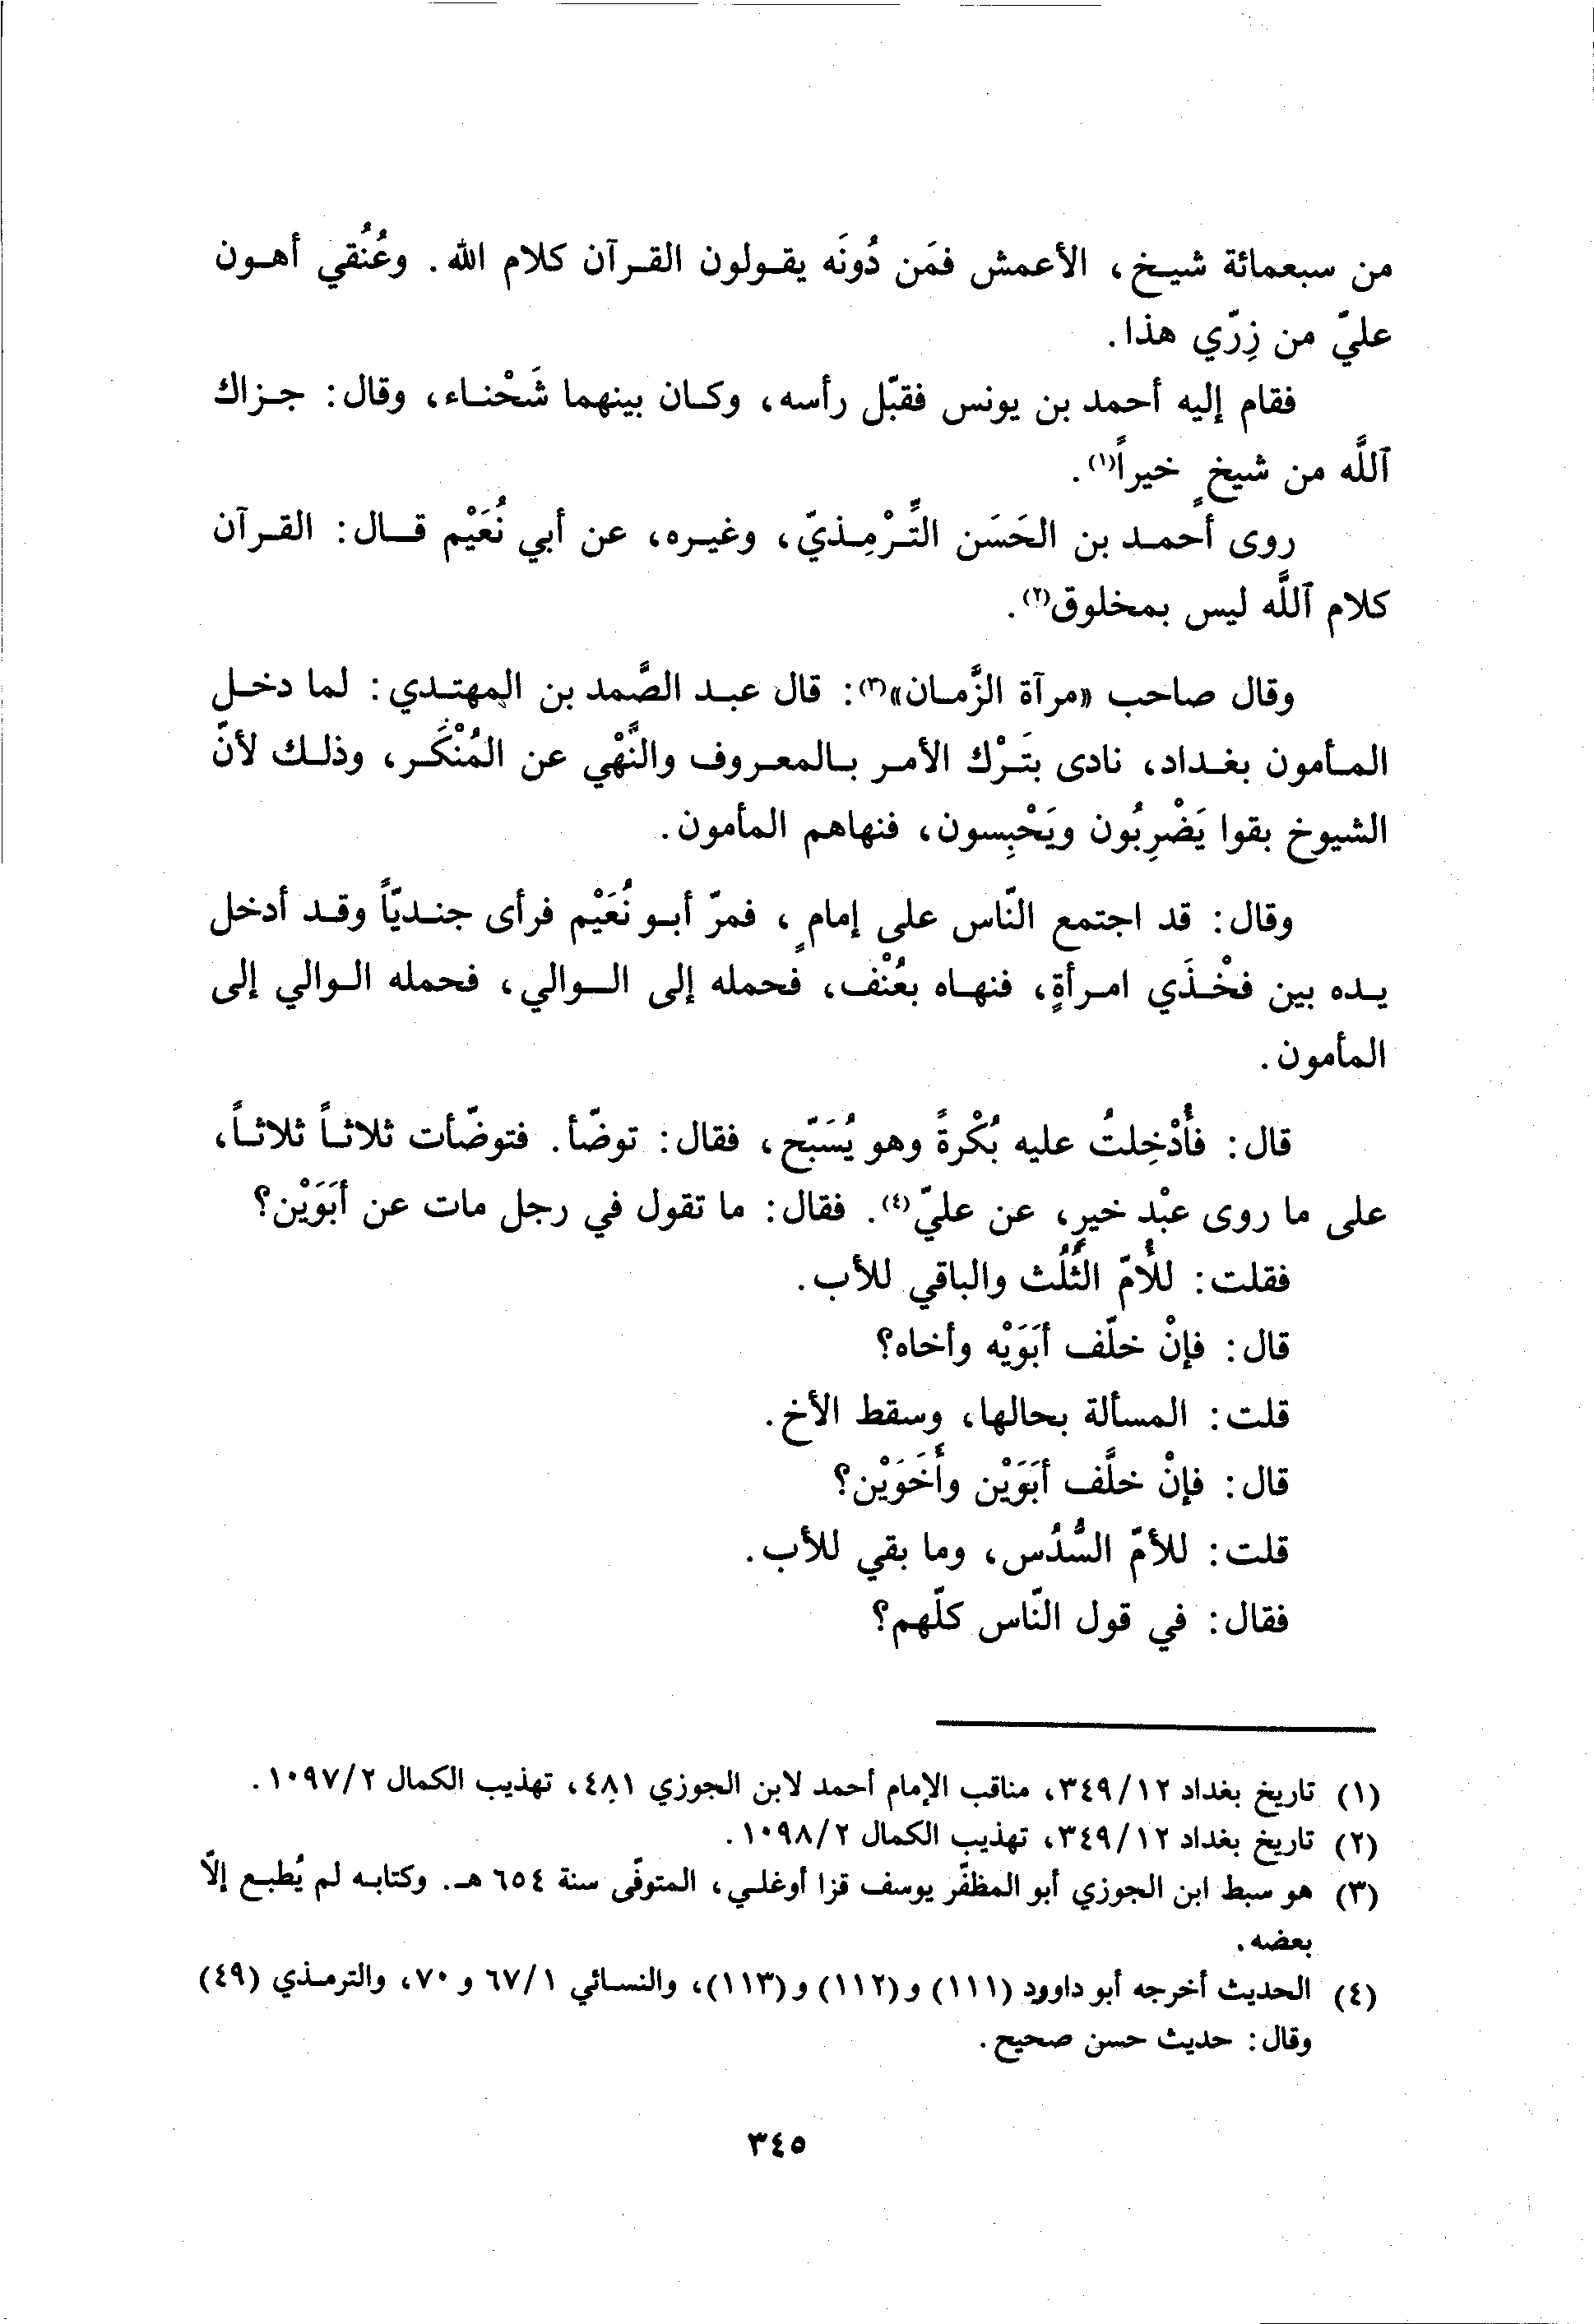 من سبعمائة شيخ، الأعمش فمَن دُونَه يقولون القرآن كلام الله. وعُنُقي أهون
عليّ من زِرّي هذا.
فقام إليه أحمد بن يونس فقبّل رأسه، وكان بينهما شَحْناء، وقال: جزاك
ٱللَّه من شيخٍ خيراً(١).
روى أحمد بن الحَسَن التِّرْمِذيّ، وغيره، عن أبي نُعَيْم قال: القرآن
كلام ٱللَّه ليس بمخلوق(٢).
وقال صاحب «مرآة الزَّمان»(٣): قال عبد الصَّمد بن المهتدي: لما دخل
المأمون بغداد، نادى بتَرْك الأمر بالمعروف والنَّهْي عن المُنْكَر، وذلك لأنّ
الشيوخ بقوا يَضْرِبُون ويَحْبِسون، فنهاهم المأمون.
وقال: قد اجتمع النّاس على إمامٍ، فمرّ أبو نُعَيْم فرأى جنديّاً وقد أدخل
يده بين فخْذَي امرأةٍ، فنهاه بعُنْف، فحمله إلى الوالي، فحمله الوالي إلى
المأمون.
قال: فأُدْخِلتُ عليه بُكْرةً وهو يُسَبّح، فقال: توضّأ. فتوضّأت ثلاثاً ثلاثاً،
على ما روى عبْد خيرٍ، عن عليّ(٤). فقال: ما تقول في رجل مات عن أبَوَيْن؟
فقلت: للأُمّ الثُّلُث والباقي للأب.
قال: فإنْ خلّف أبَوَيْه وأخاه؟
قلت: المسألة بحالها، وسقط الأخ.
قال: فإنْ خلَّف أبَوَيْن وأَخَوَيْن؟
قلت: للأمّ السُّدُس، وما بقي للأب.
فقال: في قول النّاس كلّهم؟
(١) تاريخ بغداد ٣٤٩/١٢، مناقب الإمام أحمد لابن الجوزي ٤٨١، تهذيب الكمال ١٠٩٧/٢.
(٢) تاريخ بغداد ٣٤٩/١٢، تهذيب الكمال ١٠٩٨/٢.
(٣) هو سبط ابن الجوزي أبو المظفّر يوسف قزا أوغلي، المتوفّى سنة ٦٥٤ هـ. وكتابه لم يُطبع إلّا
بعضه.
(٤) الحديث أخرجه أبو داوود (١١١) و(١١٢) و(١١٣)، والنسائي ٦٧/١ و ٧٠، والترمذي (٤٩)
وقال: حديث حسن صحيح.
٣٤٥